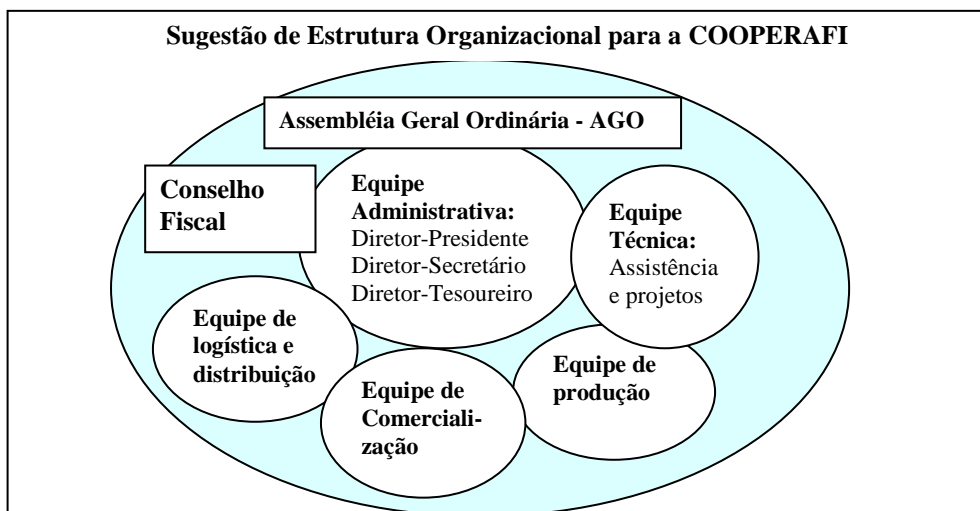 Sugestão de Estrutura Organizacional para a COOPERAFI
Assembléia Geral Ordinária - AGO
Conselho
Fiscal
Equipe
Administrativa:
Diretor-Presidente
Diretor-Secretário
Diretor-Tesoureiro
Equipe
Técnica:
Assistência
e projetos
Equipe de
logística e
distribuição
Equipe de
Comerciali-
zação
Equipe de
produção